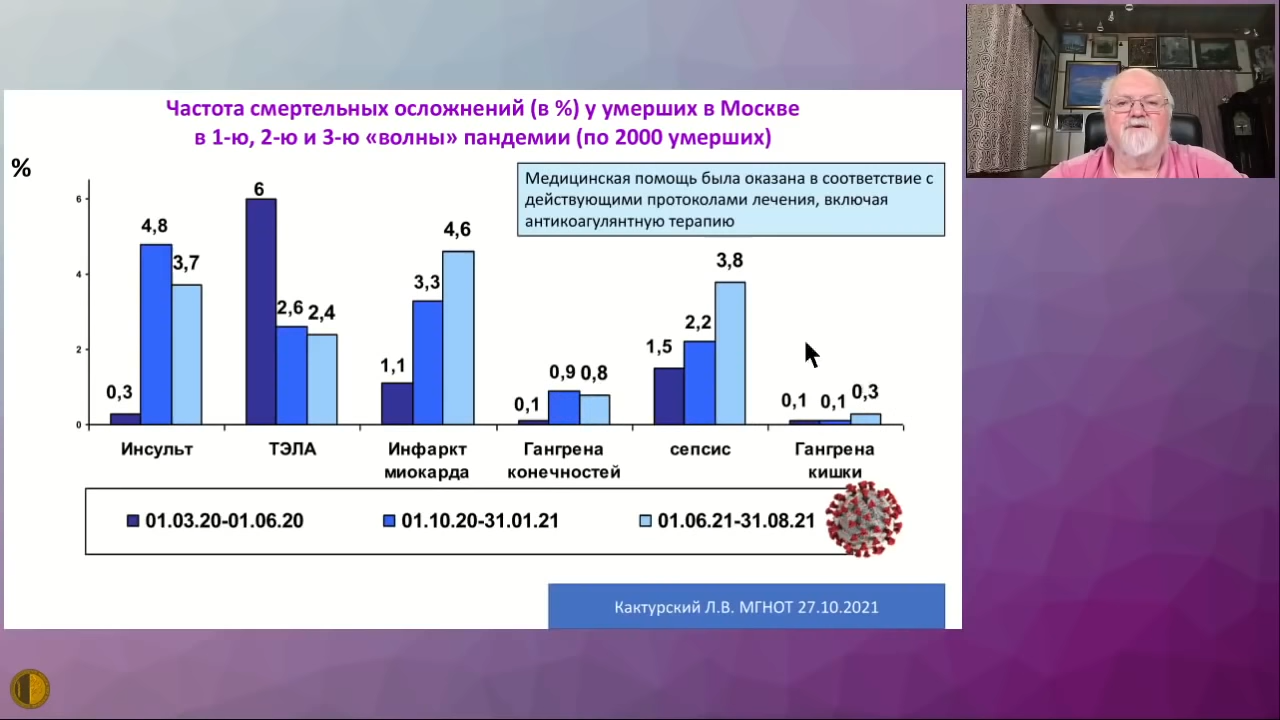 Частота смертельных осложнений (в %) у умерших в Москве
в 1-ю, 2-ю и 3-ю «волны» пандемии (по 2000 умерших)
%
Медицинская помощь была оказана в соответствие с
действующими протоколами лечения, включая
антикоагулянтную терапию
6
4
2
0
0,3
4,8
3,7
6
2,6
2,4
1,1
3,3
4,6
0,1
0,9
0,8
1,5
2,2
3,8
0,1
0,1
0,3
Инсульт
ТЭЛА
Инфаркт
миокарда
Гангрена
конечностей
сепсис
Гангрена
кишки
01.03.20-01.06.20
01.10.20-31.01.21
01.06.21-31.08.21
Кактурский Л.В. МГНОТ 27.10.2021